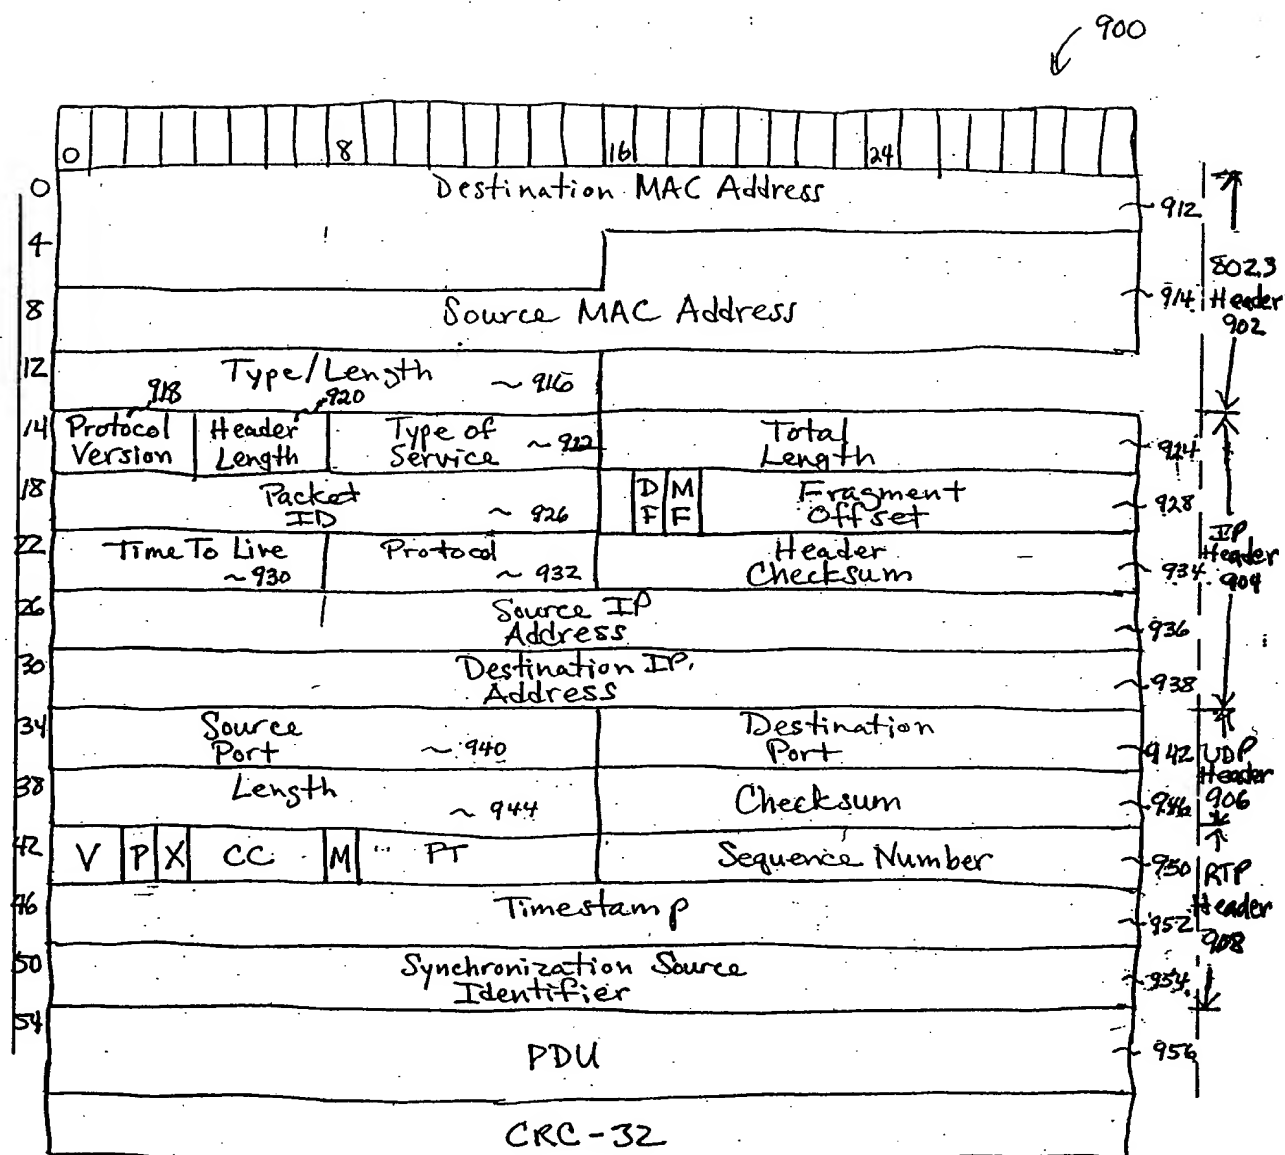 900
0 8 16 24
0 Destination MAC Address 912
4
802.3
8 Source MAC Address 914 Header
902
12 Type/Length ~ 916
918 920
14 Protocol Version Header Length Type of Service ~ 922 Total Length 924
18 Packed ID ~ 926 D F M F Fragment Offset 928
22 Time To Live ~ 930 Protocol ~ 932 Header Checksum 934
IP
Header
904
26 Source IP Address 936
30 Destination IP Address 938
34 Source Port ~ 940 Destination Port 942
UDP
Header
906
38 Length ~ 944 Checksum 946
42 V P X CC M PT Sequence Number 950
RTP
Header
908
46 Timestamp 952
50 Synchronization Source Identifier 954
54
PDU 956
CRC-32